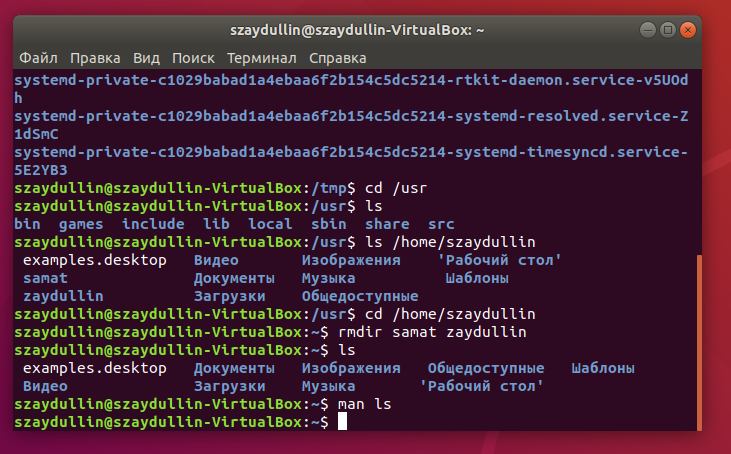 szaydullin@szaydullin-VirtualBox: ~
Файл Правка Вид Поиск Терминал Справка
systemd-private-c1029babad1a4ebaa6f2b154c5dc5214-rtkit-daemon.service-v5UOd
h
systemd-private-c1029babad1a4ebaa6f2b154c5dc5214-systemd-resolved.service-Z
1dSmC
systemd-private-c1029babad1a4ebaa6f2b154c5dc5214-systemd-timesyncd.service-
5E2YB3
szaydullin@szaydullin-VirtualBox:/tmp$ cd /usr
szaydullin@szaydullin-VirtualBox:/usr$ ls
bin  games  include  lib  local  sbin  share  src
szaydullin@szaydullin-VirtualBox:/usr$ ls /home/szaydullin
examples.desktop   Видео       Изображения    'Рабочий стол'
samat              Документы   Музыка          Шаблоны
zaydullin          Загрузки    Общедоступные
szaydullin@szaydullin-VirtualBox:/usr$ cd /home/szaydullin
szaydullin@szaydullin-VirtualBox:~$ rmdir samat zaydullin
szaydullin@szaydullin-VirtualBox:~$ ls
examples.desktop   Документы   Изображения   Общедоступные   Шаблоны
Видео              Загрузки    Музыка       'Рабочий стол'
szaydullin@szaydullin-VirtualBox:~$ man ls
szaydullin@szaydullin-VirtualBox:~$